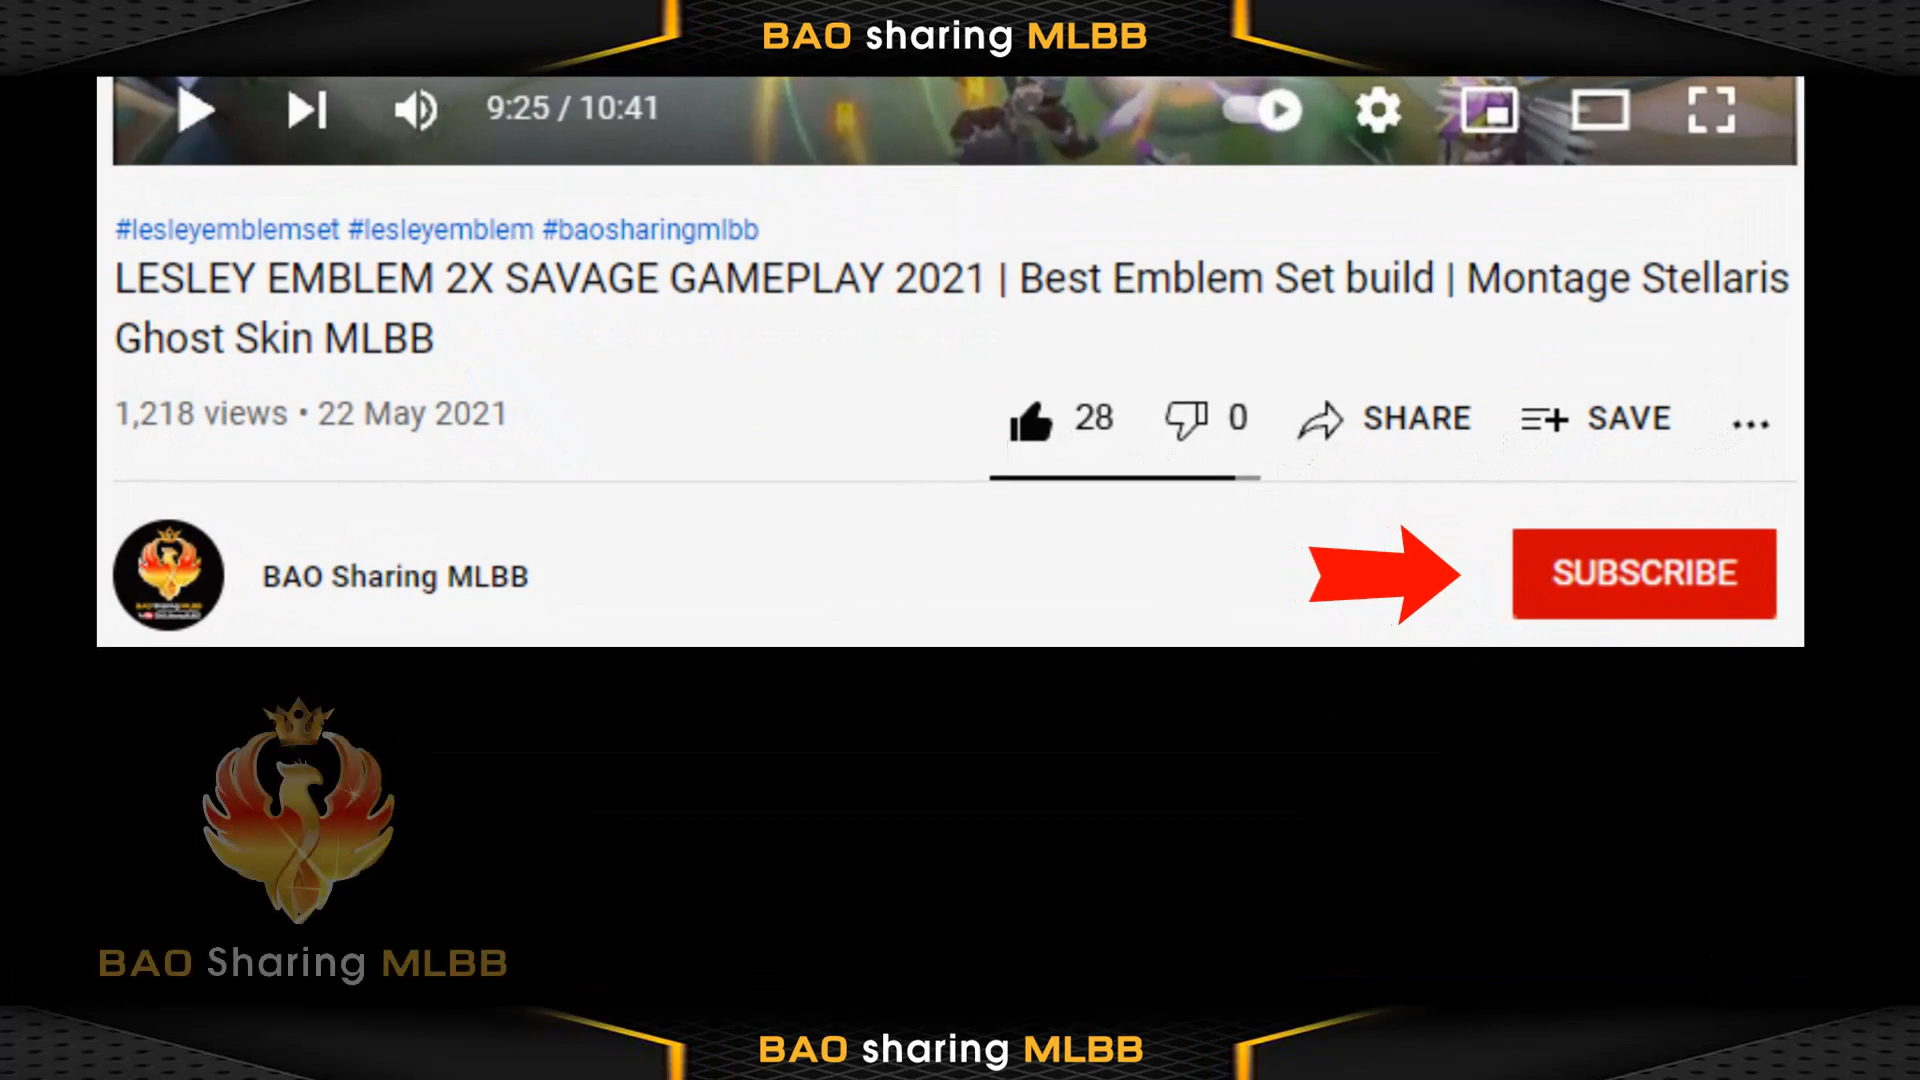 BAO sharing MLBB
9:25 / 10:41
#lesleyemblemset #lesleyemblem #baosharingmlbb
LESLEY EMBLEM 2X SAVAGE GAMEPLAY 2021 | Best Emblem Set build | Montage Stellaris
Ghost Skin MLBB
1,218 views • 22 May 2021
28 0 SHARE SAVE ...
BAO Sharing MLBB
SUBSCRIBE
BAO Sharing MLBB
BAO sharing MLBB